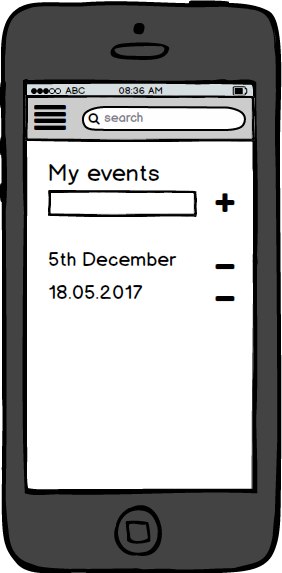 ABC 08:36 AM
search
My events
5th December
18.05.2017